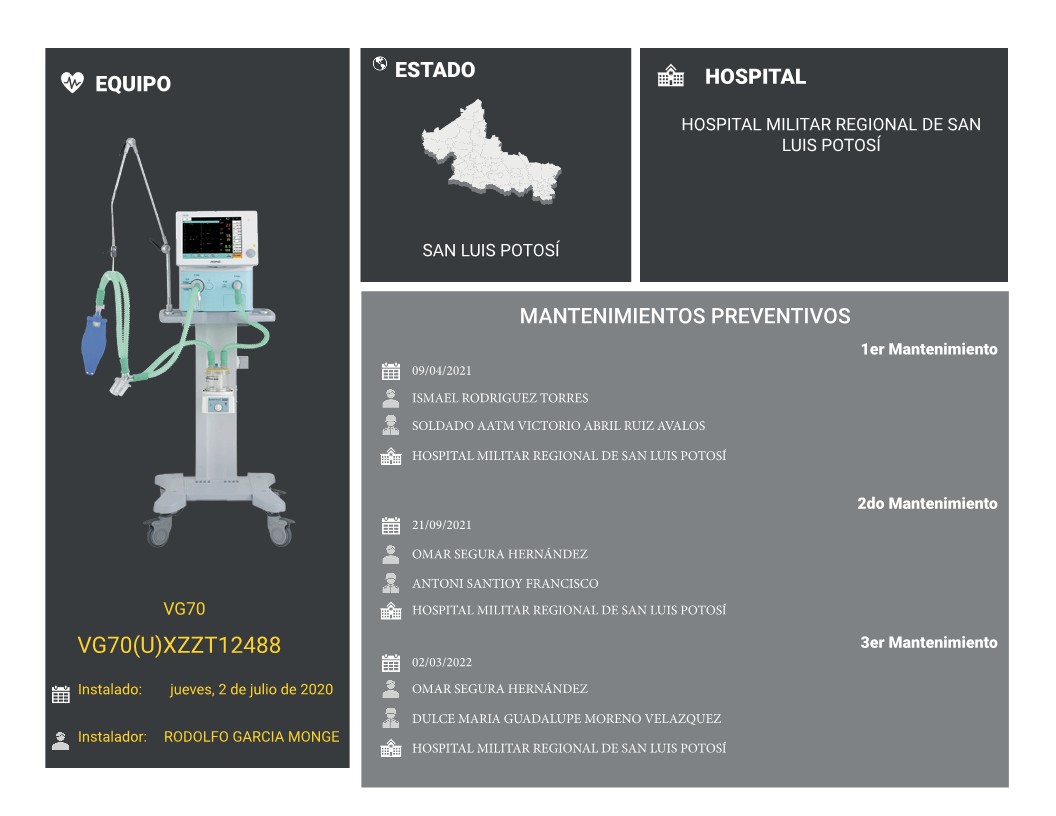 EQUIPO
VG70
VG70(U)XZZT12488
Instalado: jueves, 2 de julio de 2020
Instalador: RODOLFO GARCIA MONGE
ESTADO
SAN LUIS POTOSÍ
HOSPITAL
HOSPITAL MILITAR REGIONAL DE SAN
LUIS POTOSÍ
MANTENIMIENTOS PREVENTIVOS
1er Mantenimiento
09/04/2021
ISMAEL RODRIGUEZ TORRES
SOLDADO AATM VICTORIO ABRIL RUIZ AVALOS
HOSPITAL MILITAR REGIONAL DE SAN LUIS POTOSÍ
2do Mantenimiento
21/09/2021
OMAR SEGURA HERNÁNDEZ
ANTONI SANTIOY FRANCISCO
HOSPITAL MILITAR REGIONAL DE SAN LUIS POTOSÍ
3er Mantenimiento
02/03/2022
OMAR SEGURA HERNÁNDEZ
DULCE MARIA GUADALUPE MORENO VELAZQUEZ
HOSPITAL MILITAR REGIONAL DE SAN LUIS POTOSÍ